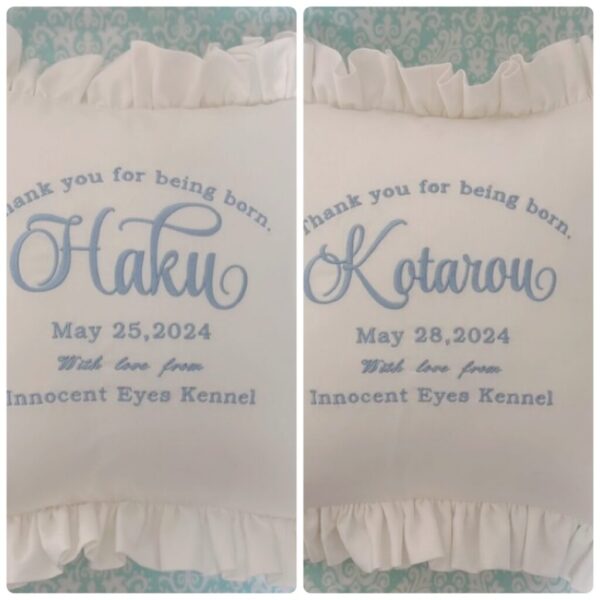 hank you for being born.
Haku
May 25,2024
With love from
Innocent Eyes Kennel
Thank you for being born.
Kotarou
May 28,2024
With love from
Innocent Eyes Kennel